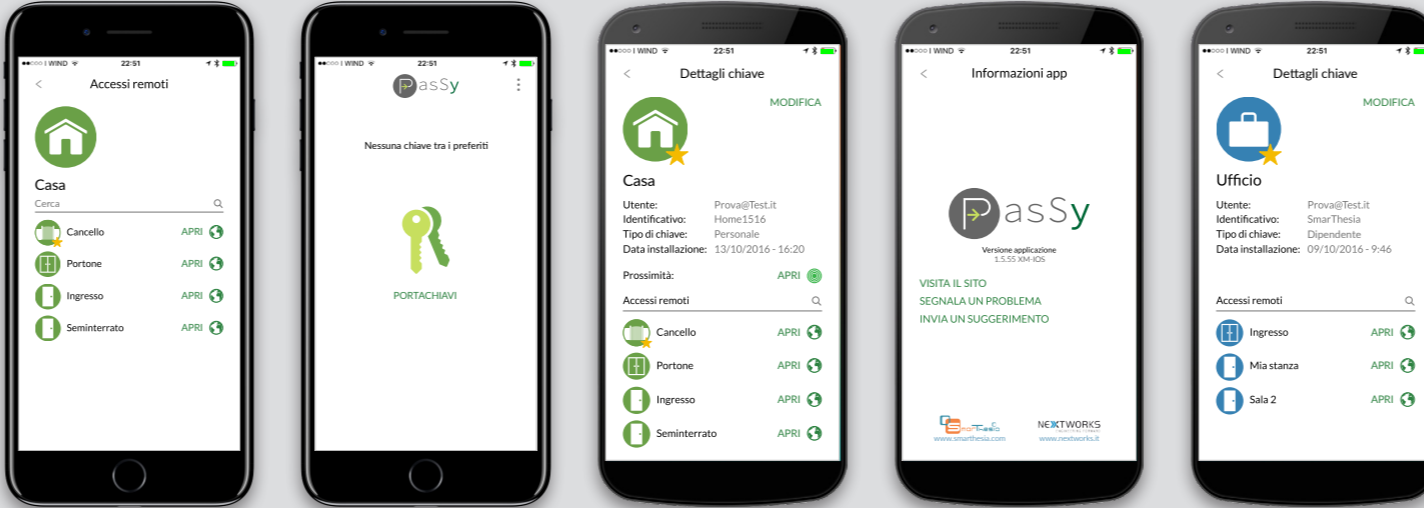 ●●○○○ I WIND 22:51
Accessi remoti
Casa
Cerca
Cancello APRI
Portone APRI
Ingresso APRI
Seminterrato APRI
●●○○○ I WIND 22:51
PasSy
Nessuna chiave tra i preferiti
PORTACHIAVI
●●○○○ I WIND 22:51
Dettagli chiave
MODIFICA
Casa
Utente: Prova@Test.it
Identificativo: Home1516
Tipo di chiave: Personale
Data installazione: 13/10/2016 - 16:20
Prossimità: APRI
Accessi remoti
Cancello APRI
Portone APRI
Ingresso APRI
Seminterrato APRI
●●○○○ I WIND 22:51
Informazioni app
PasSy
Versione applicazione
1.5.55 XM-IOS
VISITA IL SITO
SEGNALA UN PROBLEMA
INVIA UN SUGGERIMENTO
SmarThesia
www.smarthesia.com
NEXTWORKS
www.nextworks.it
●●○○○ I WIND 22:51
Dettagli chiave
MODIFICA
Ufficio
Utente: Prova@Test.it
Identificativo: SmarThesia
Tipo di chiave: Dipendente
Data installazione: 09/10/2016 - 9:46
Accessi remoti
Ingresso APRI
Mia stanza APRI
Sala 2 APRI